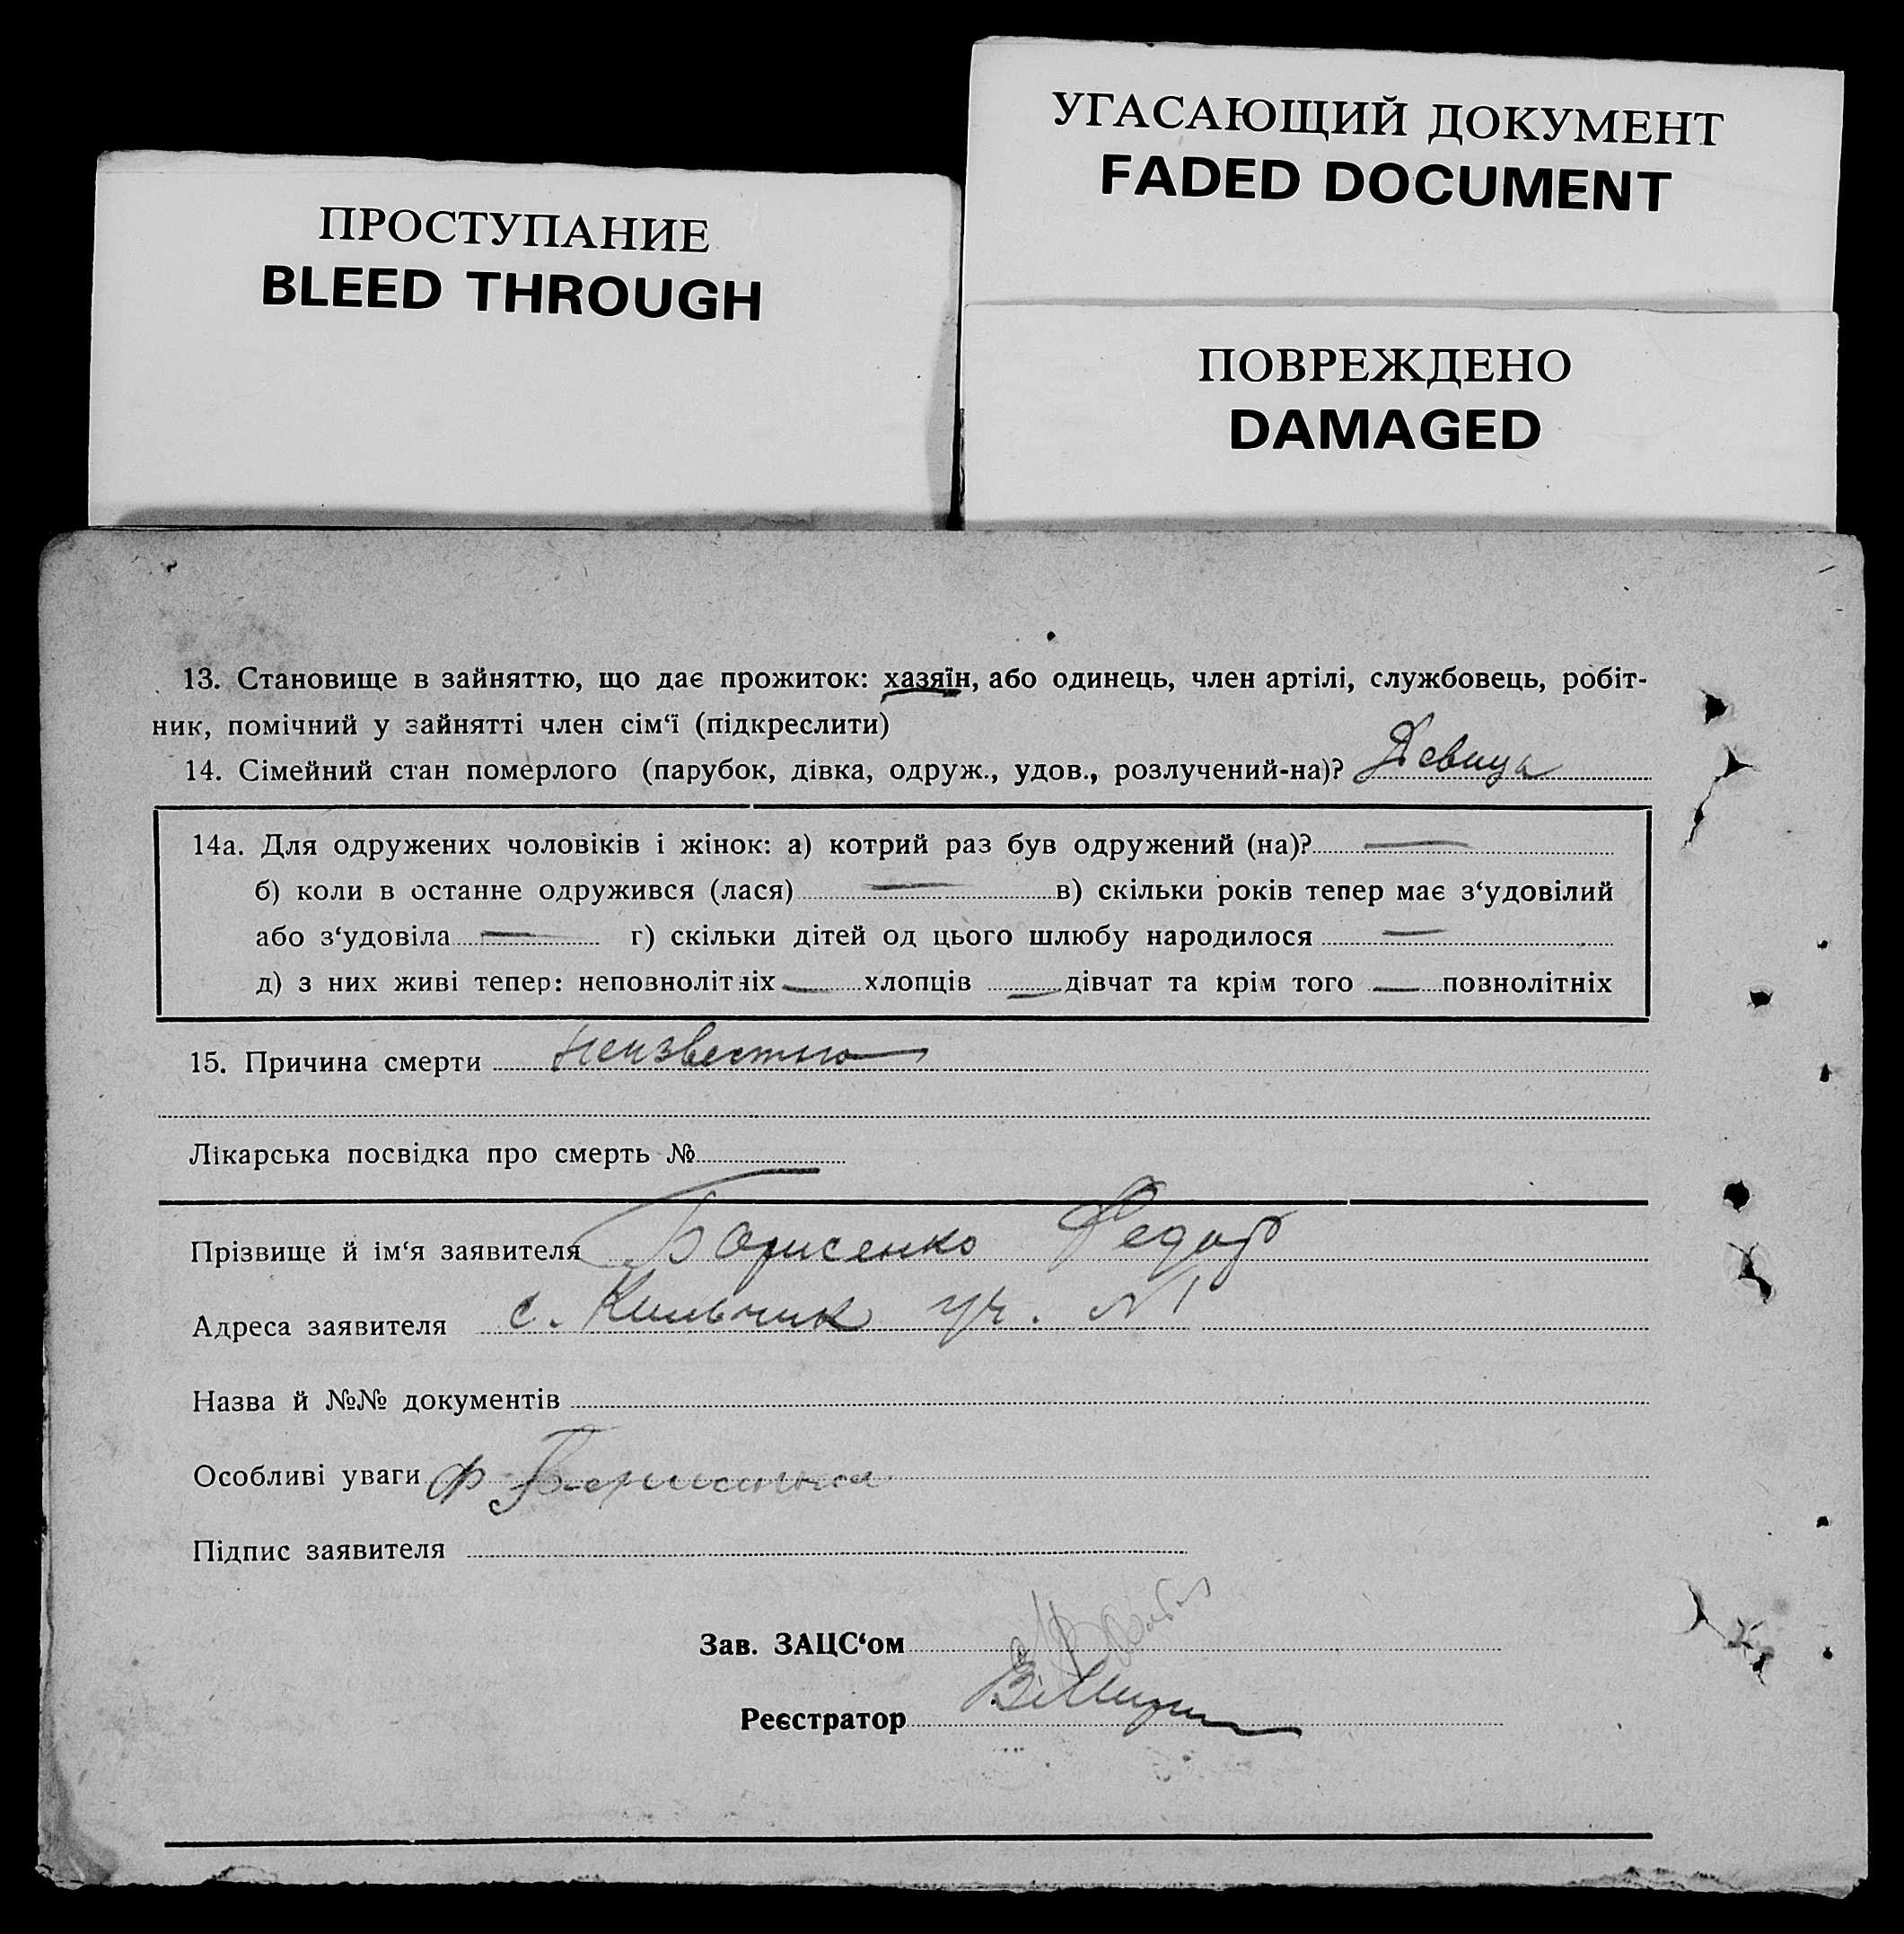 УГАСАЮЩИЙ ДОКУМЕНТ
FADED DOCUMENT
ПРОСТУПАНИЕ
BLEED THROUGH
ПОВРЕЖДЕНО
DAMAGED
13. Становище в зайняттю, що дає прожиток: хазяїн, або одинець, член артілі, службовець, робіт-
ник, помічний у зайнятті член сім‘ї (підкреслити)
14. Сімейний стан померлого (парубок, дівка, одруж., удов., розлучений-на)? Девица
14а. Для одружених чоловіків і жінок: а) котрий раз був одружений (на)? —
б) коли в останне одружився (лася) — в) скільки років тепер має з‘удовілий
або з‘удовіла — г) скільки дітей од цього шлюбу народилося —
д) з них живі тепер: неповнолітніх — хлопців — дівчат та крім того — повнолітніх
15. Причина смерти неизвестно
Лікарська посвідка про смерть №
Прізвище й ім‘я заявителя Борисенко Федор
Адреса заявителя с. Кильчик уч. №1
Назва й №№ документів
Особливі уваги Ф Борисенко
Підпис заявителя
Зав. ЗАЦС‘ом
Реєстратор